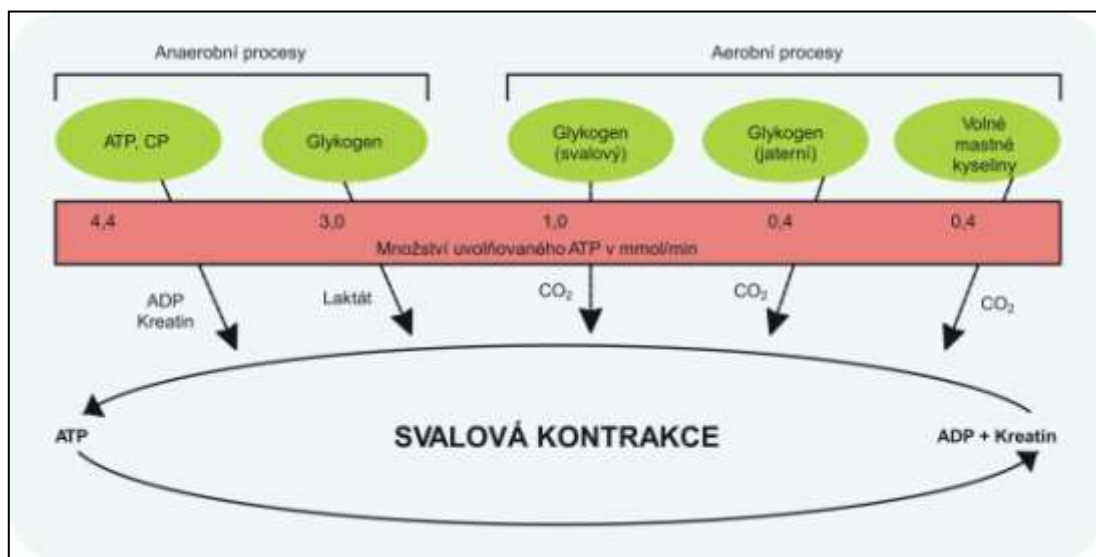 Anaerobní procesy
Aerobní procesy
ATP, CP
Glykogen
Glykogen
(svalový)
Glykogen
(jaterní)
Volné
mastné
kyseliny
4,4
3,0
1,0
0,4
0,4
Množství uvolňovaného ATP v mmol/min
ADP
Kreatin
Laktát
CO₂
CO₂
CO₂
ATP
SVALOVÁ KONTRAKCE
ADP + Kreatin